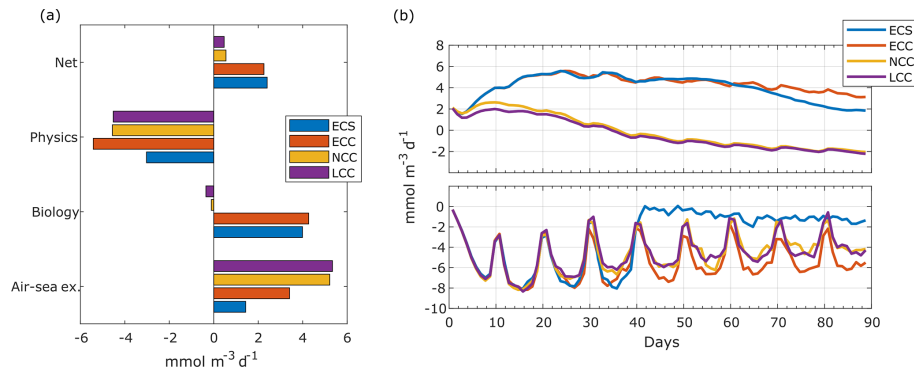 (a)
Net
Physics
Biology
Air-sea ex.
ECS
ECC
NCC
LCC
-6 -4 -2 0 2 4 6
mmol m⁻³ d⁻¹
(b)
ECS
ECC
NCC
LCC
8
6
4
2
0
-2
mmol m⁻³ d⁻¹
0
-2
-4
-6
-8
-10
0 10 20 30 40 50 60 70 80 90
Days